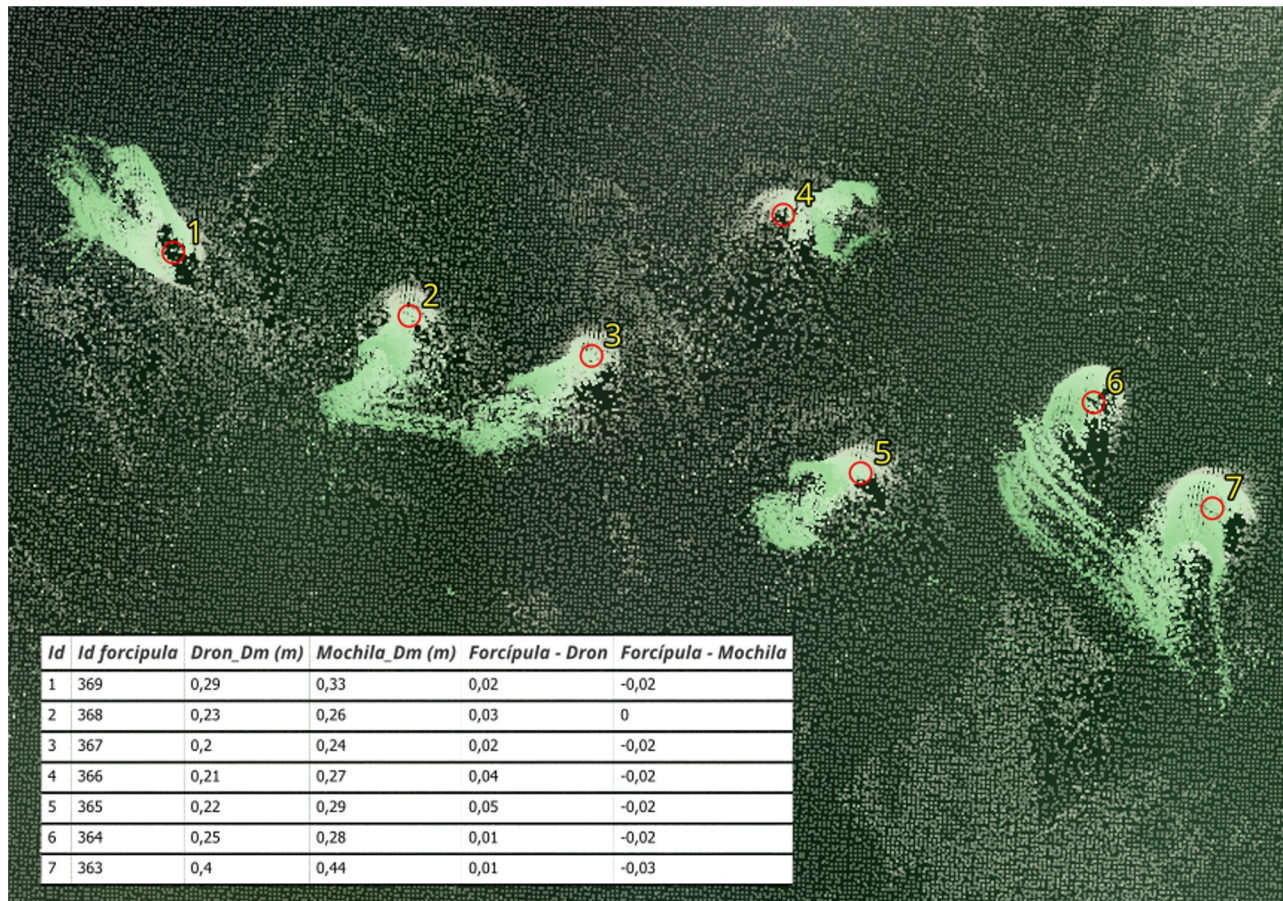 1
4
2
3
6
5
7
Id Id forcipula Dron_Dm (m) Mochila_Dm (m) Forcípula - Dron Forcípula - Mochila
1 369 0,29 0,33 0,02 -0,02
2 368 0,23 0,26 0,03 0
3 367 0,2 0,24 0,02 -0,02
4 366 0,21 0,27 0,04 -0,02
5 365 0,22 0,29 0,05 -0,02
6 364 0,25 0,28 0,01 -0,02
7 363 0,4 0,44 0,01 -0,03